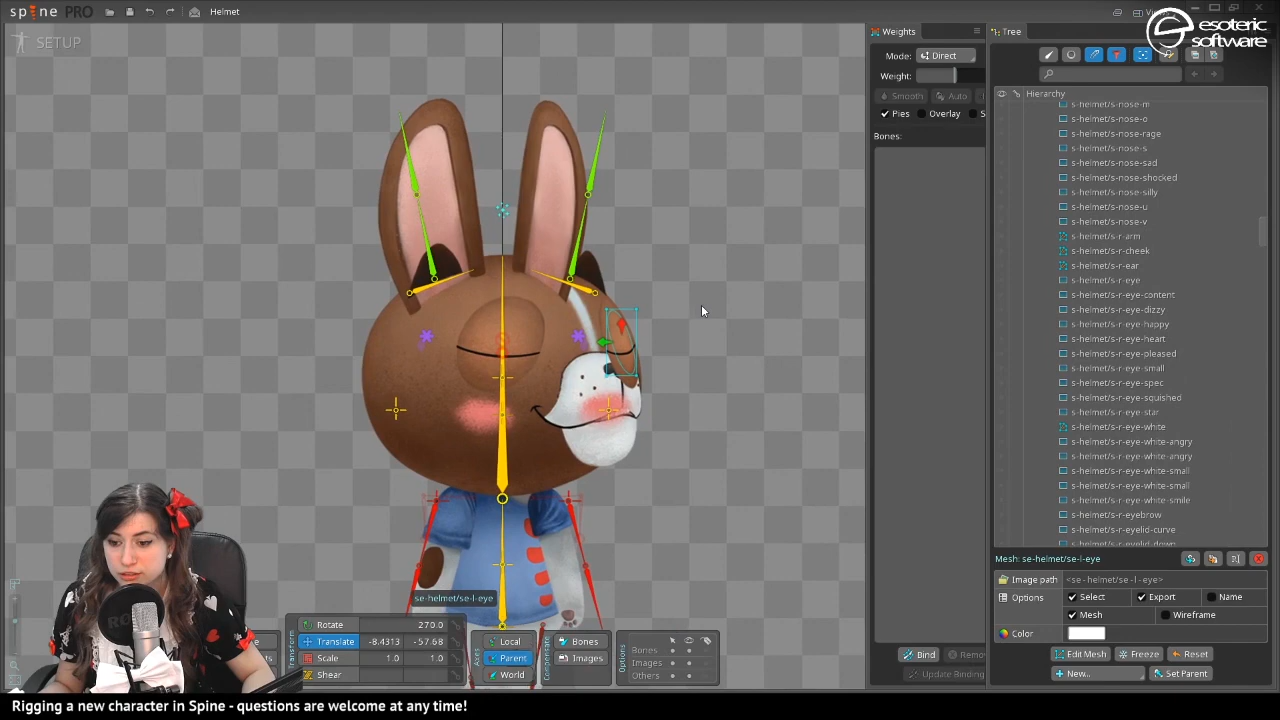 spine PRO
Helmet
Views
esoteric
software
SETUP
Weights
Tree
Mode:
Direct
Weight:
Smooth
Auto
Pies
Overlay
S
Bones:
Hierarchy
s-helmet/s-nose-m
s-helmet/s-nose-o
s-helmet/s-nose-rage
s-helmet/s-nose-s
s-helmet/s-nose-sad
s-helmet/s-nose-shocked
s-helmet/s-nose-silly
s-helmet/s-nose-u
s-helmet/s-nose-v
s-helmet/s-r-arm
s-helmet/s-r-cheek
s-helmet/s-r-ear
s-helmet/s-r-eye
s-helmet/s-r-eye-content
s-helmet/s-r-eye-dizzy
s-helmet/s-r-eye-happy
s-helmet/s-r-eye-heart
s-helmet/s-r-eye-pleased
s-helmet/s-r-eye-small
s-helmet/s-r-eye-spec
s-helmet/s-r-eye-squished
s-helmet/s-r-eye-star
s-helmet/s-r-eye-white
s-helmet/s-r-eye-white-angry
s-helmet/s-r-eye-white-angry
s-helmet/s-r-eye-white-small
s-helmet/s-r-eye-white-small
s-helmet/s-r-eye-white-smile
s-helmet/s-r-eyebrow
s-helmet/s-r-eyelid-curve
s-helmet/s-r-eyelid-down
Mesh: se-helmet/se-l-eye
Image path
<se-helmet/se-l-eye>
Options
Select
Export
Name
Mesh
Wireframe
Color
Edit Mesh
Freeze
Reset
New...
Set Parent
Bind
Remo
Update Binding
se-helmet/se-l-eye
Transform
Rotate
270.0
Translate
-8.4313
-57.68
Scale
1.0
1.0
Shear
Axes
Local
Parent
World
Compensate
Bones
Images
Options
Bones
Images
Others
Rigging a new character in Spine - questions are welcome at any time!